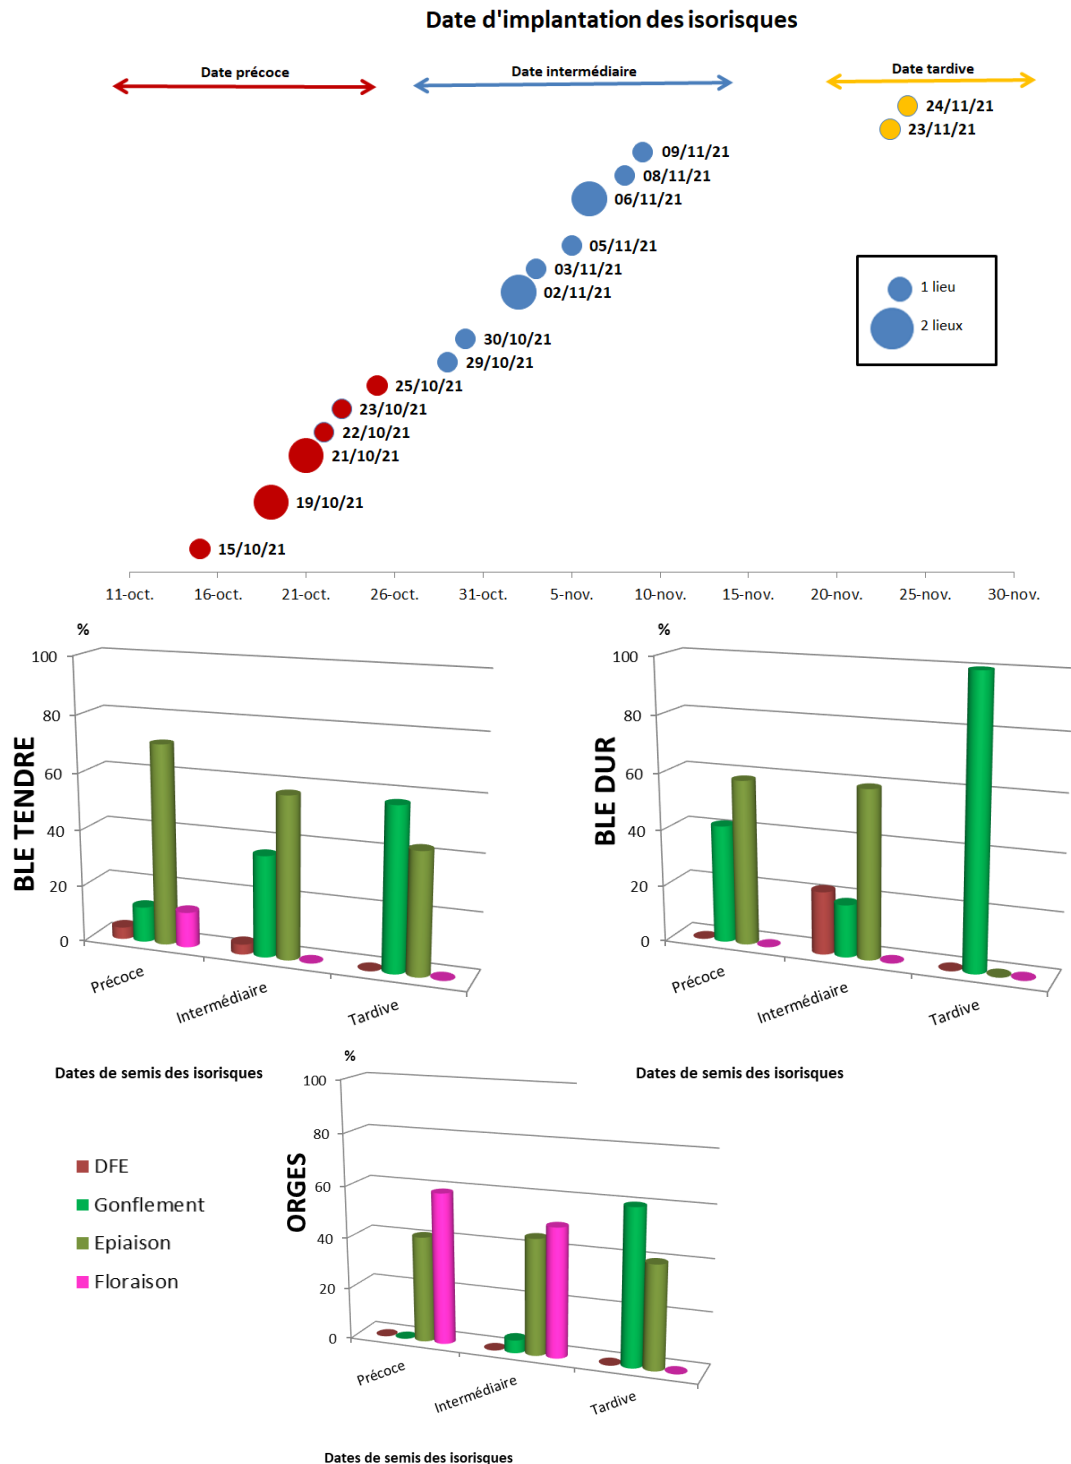 Date d'implantation des isorisques
Date précoce
Date intermédiaire
Date tardive
24/11/21
23/11/21
09/11/21
08/11/21
06/11/21
05/11/21
03/11/21
02/11/21
1 lieu
2 lieux
30/10/21
29/10/21
25/10/21
23/10/21
22/10/21
21/10/21
19/10/21
15/10/21
11-oct. 16-oct. 21-oct. 26-oct. 31-oct. 5-nov. 10-nov. 15-nov. 20-nov. 25-nov. 30-nov.
%
100
80
60
40
20
0
BLE TENDRE
Précoce
Intermédiaire
Tardive
Dates de semis des isorisques
%
100
80
60
40
20
0
BLE DUR
Précoce
Intermédiaire
Tardive
Dates de semis des isorisques
DFE
Gonflement
Epiaison
Floraison
%
100
80
60
40
20
0
ORGES
Précoce
Intermédiaire
Tardive
Dates de semis des isorisques